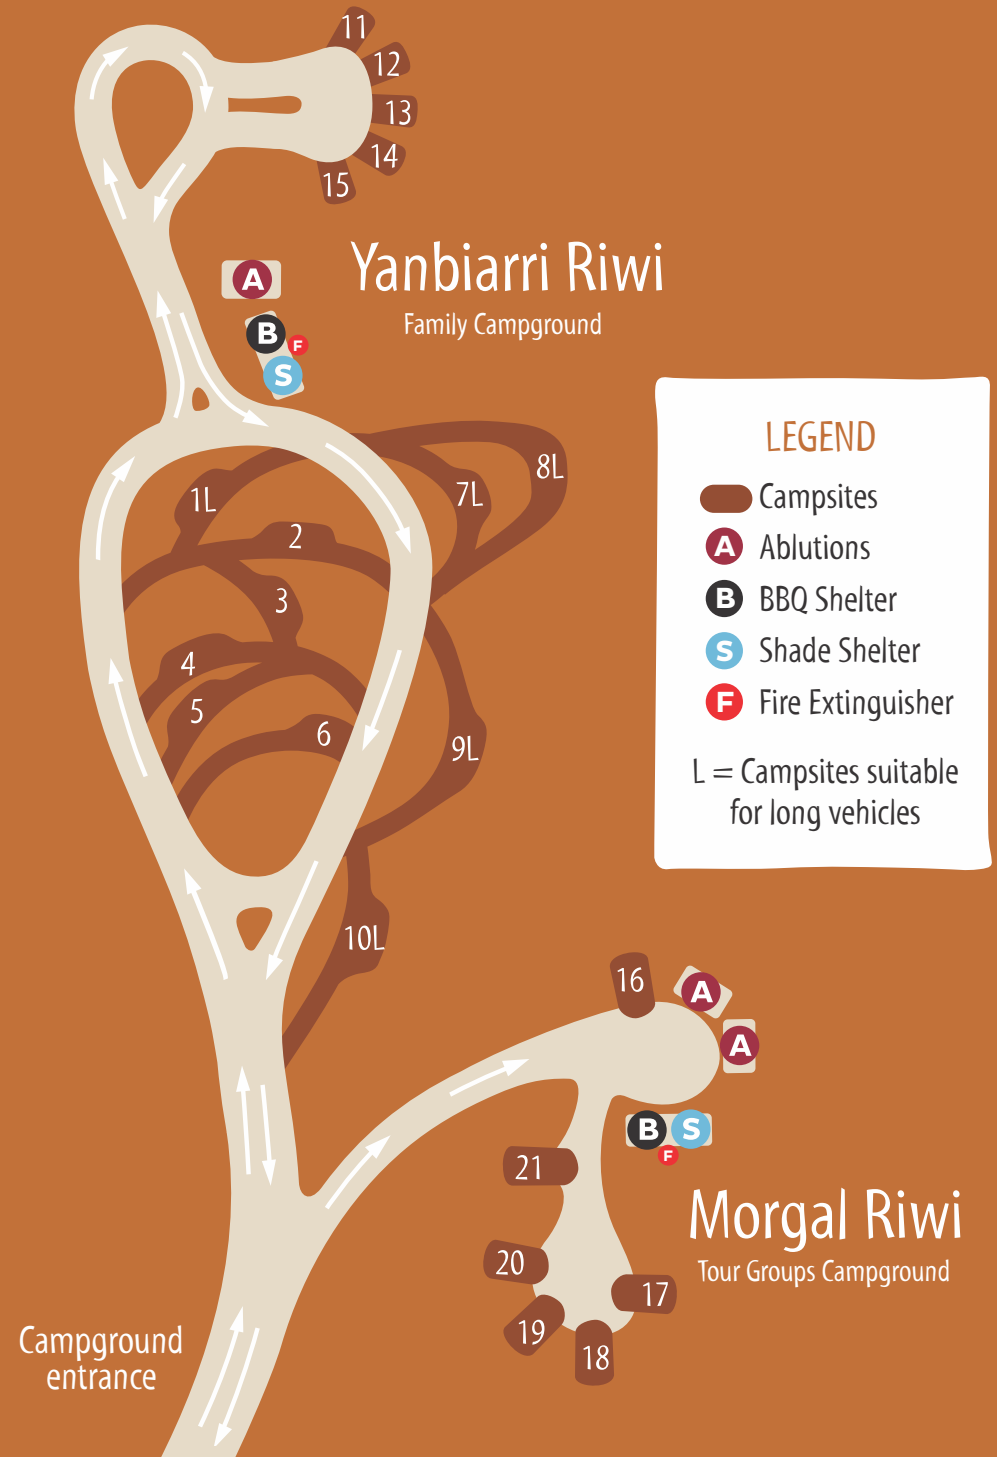 11
12
13
14
15
Yanbiarri Riwi
Family Campground
A
B
F
S
1L
2
3
4
5
6
7L
8L
9L
10L
LEGEND
Campsites
A Ablutions
B BBQ Shelter
S Shade Shelter
F Fire Extinguisher
L = Campsites suitable
for long vehicles
16
A
A
B S
F
21
20
19
18
17
Morgal Riwi
Tour Groups Campground
Campground
entrance